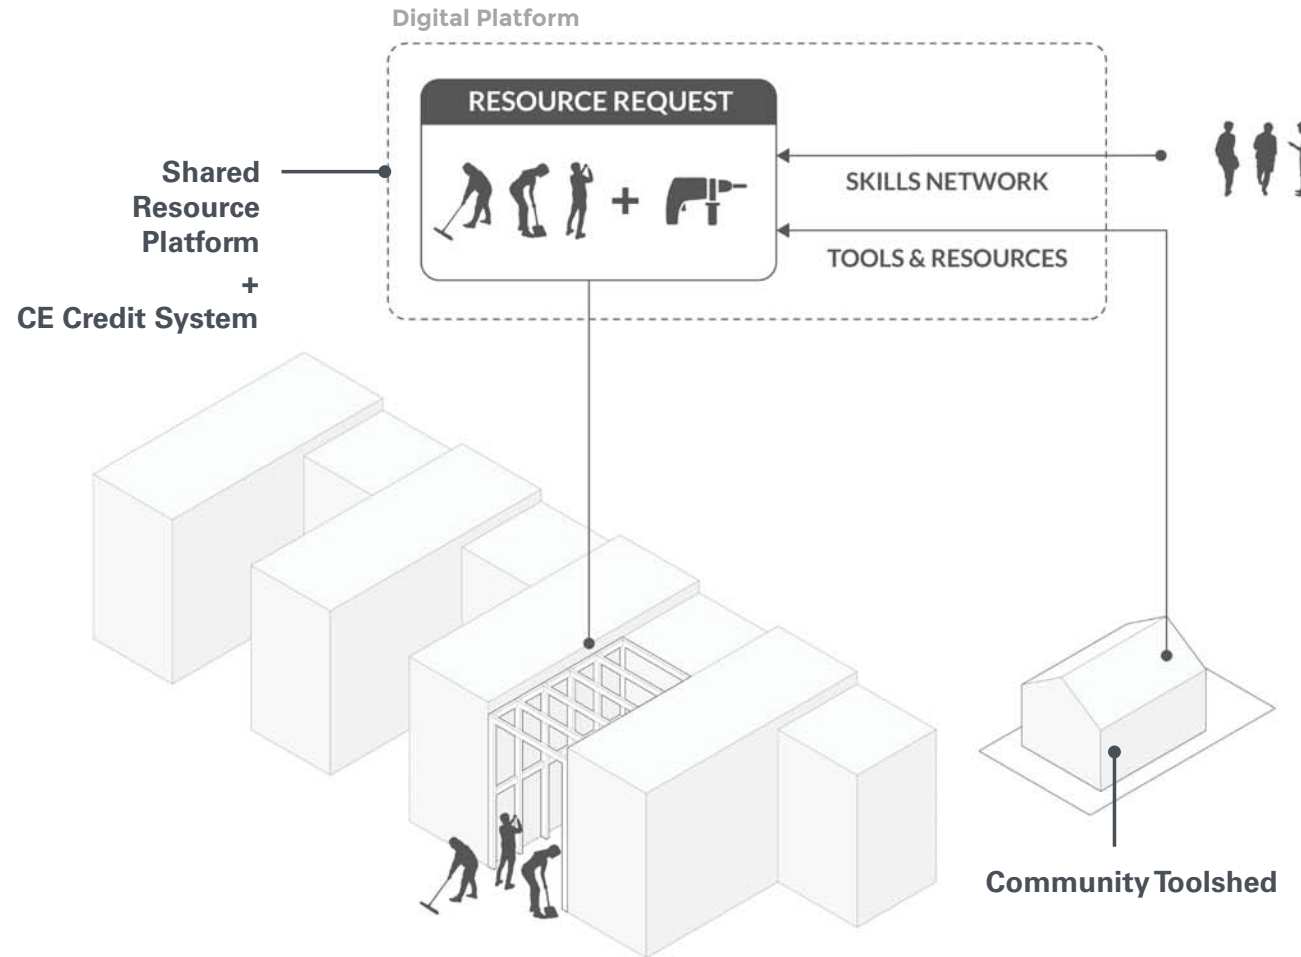 Digital Platform
RESOURCE REQUEST
Shared
Resource
Platform
+
CE Credit System
+
SKILLS NETWORK
TOOLS & RESOURCES
Community Toolshed